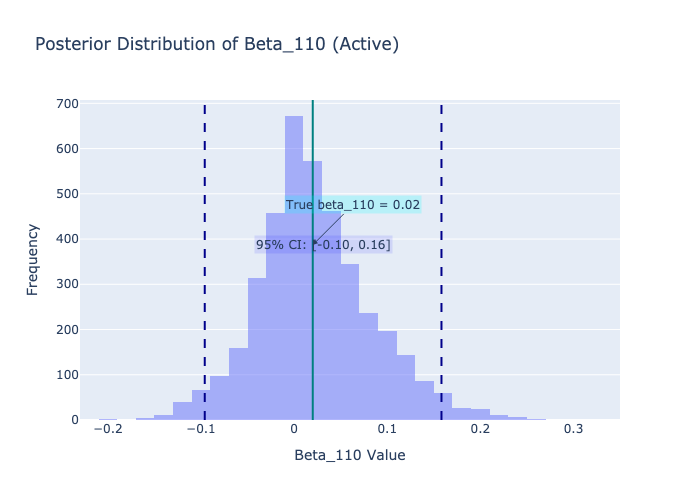 Posterior Distribution of Beta_110 (Active)
700
600
500
400
300
200
100
0
Frequency
True beta_110 = 0.02
95% CI: [-0.10, 0.16]
−0.2
−0.1
0
0.1
0.2
0.3
Beta_110 Value